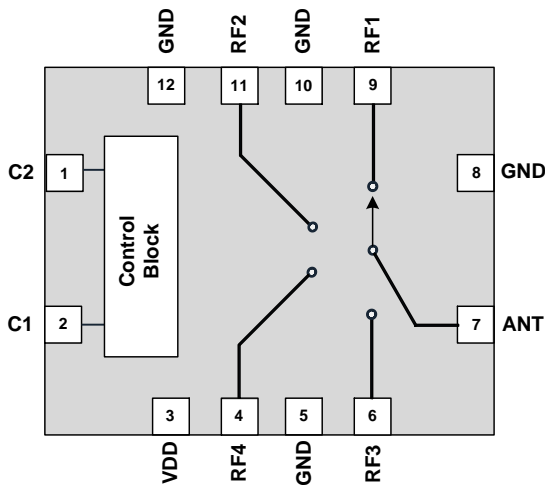 GND RF2 GND RF1
12 11 10 9
C2 1 8 GND
Control
Block
C1 2 7 ANT
3 4 5 6
VDD RF4 GND RF3